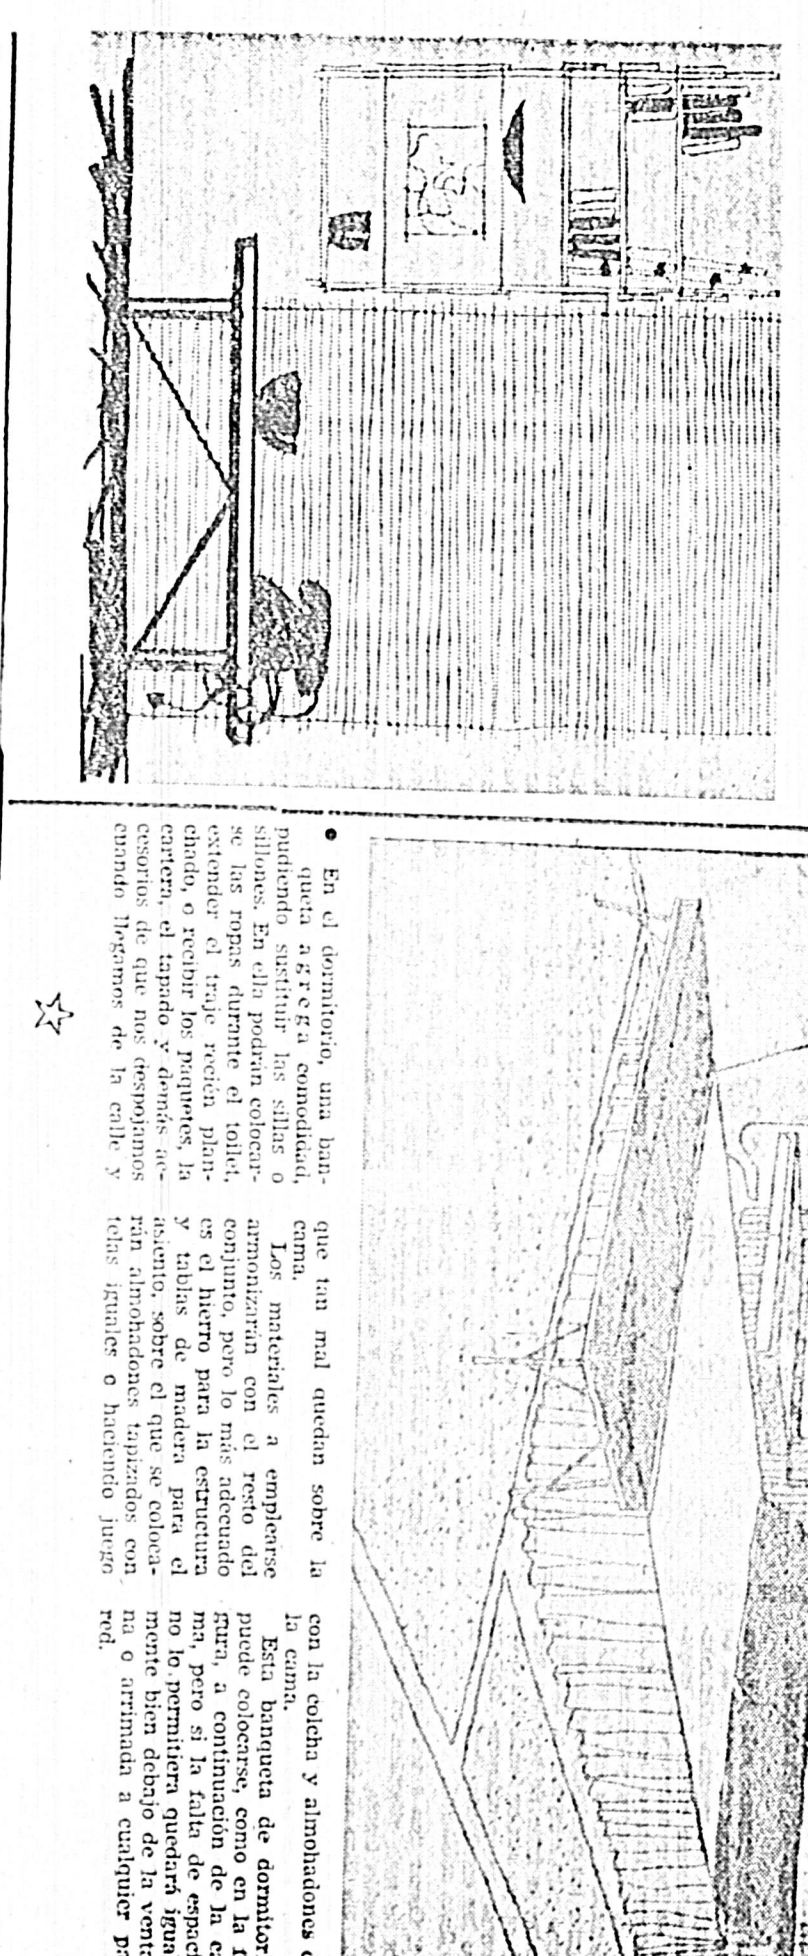 ● En el dormitorio, una ban-
queta agrega comodidad,
pudiendo sustituir las sillas o
sillones. En ella podrán colocar-
se las ropas durante el toilet,
extender el traje recién plan-
chado, o recibir los paquetes, la
cartera, el tapado y demás ac-
cesorios de que nos despojamos
cuando llegamos de la calle y
que tan mal quedan sobre la
cama.
Los materiales a emplearse
armonizarán con el resto del
conjunto, pero lo más adecuado
es el hierro para la estructura
y tablas de madera para el
asiento, sobre el que se coloca-
rán almohadones tapizados con
telas iguales o haciendo juego
con la colcha y almohadones
la cama.
Esta banqueta de dormitor
puede colocarse, como en la f
gura, a continuación de la ca
ma, pero si la falta de espaci
no lo permitiera quedará igua
mente bien debajo de la venta
na o arrimada a cualquier pa
red.